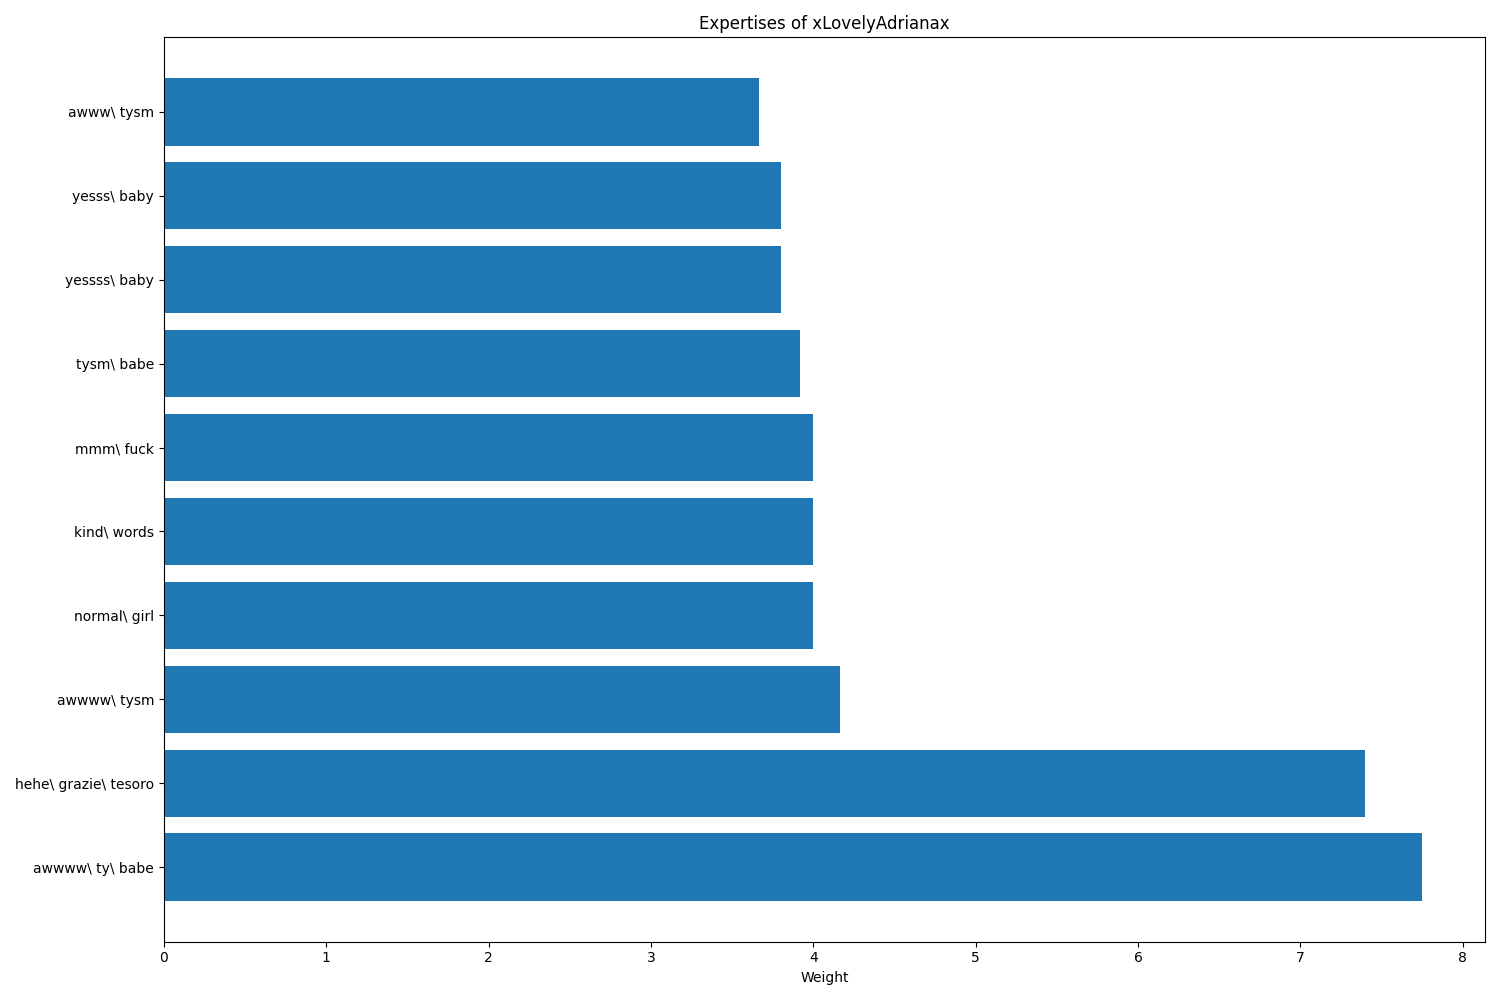 Expertises of xLovelyAdrianax
awww\ tysm
yesss\ baby
yessss\ baby
tysm\ babe
mmm\ fuck
kind\ words
normal\ girl
awwww\ tysm
hehe\ grazie\ tesoro
awwww\ ty\ babe
0 1 2 3 4 5 6 7 8
Weight